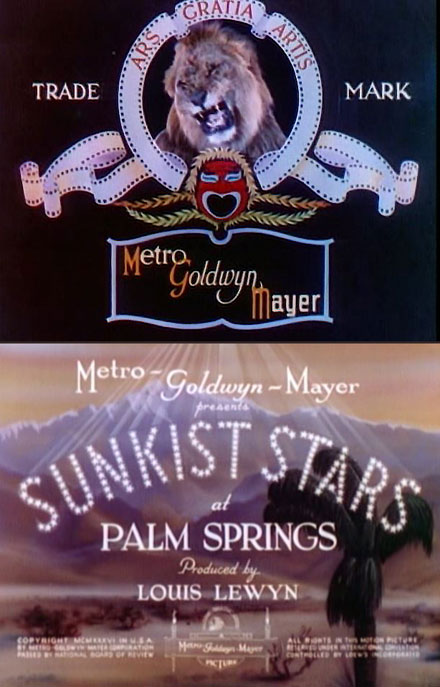 ARS GRATIA ARTIS
TRADE MARK
Metro
Goldwyn
Mayer
Metro-Goldwyn-Mayer
presents
SUNKIST STARS
at
PALM SPRINGS
Produced by
LOUIS LEWYN
COPYRIGHT MCMXXXVI IN U.S.A.
BY METRO-GOLDWYN-MAYER CORPORATION
PASSED BY NATIONAL BOARD OF REVIEW
Metro-Goldwyn-Mayer
PICTURE
ALL RIGHTS IN THIS MOTION PICTURE
RESERVED UNDER INTERNATIONAL
CONTROLLED BY LOEW'S INCORPORATED